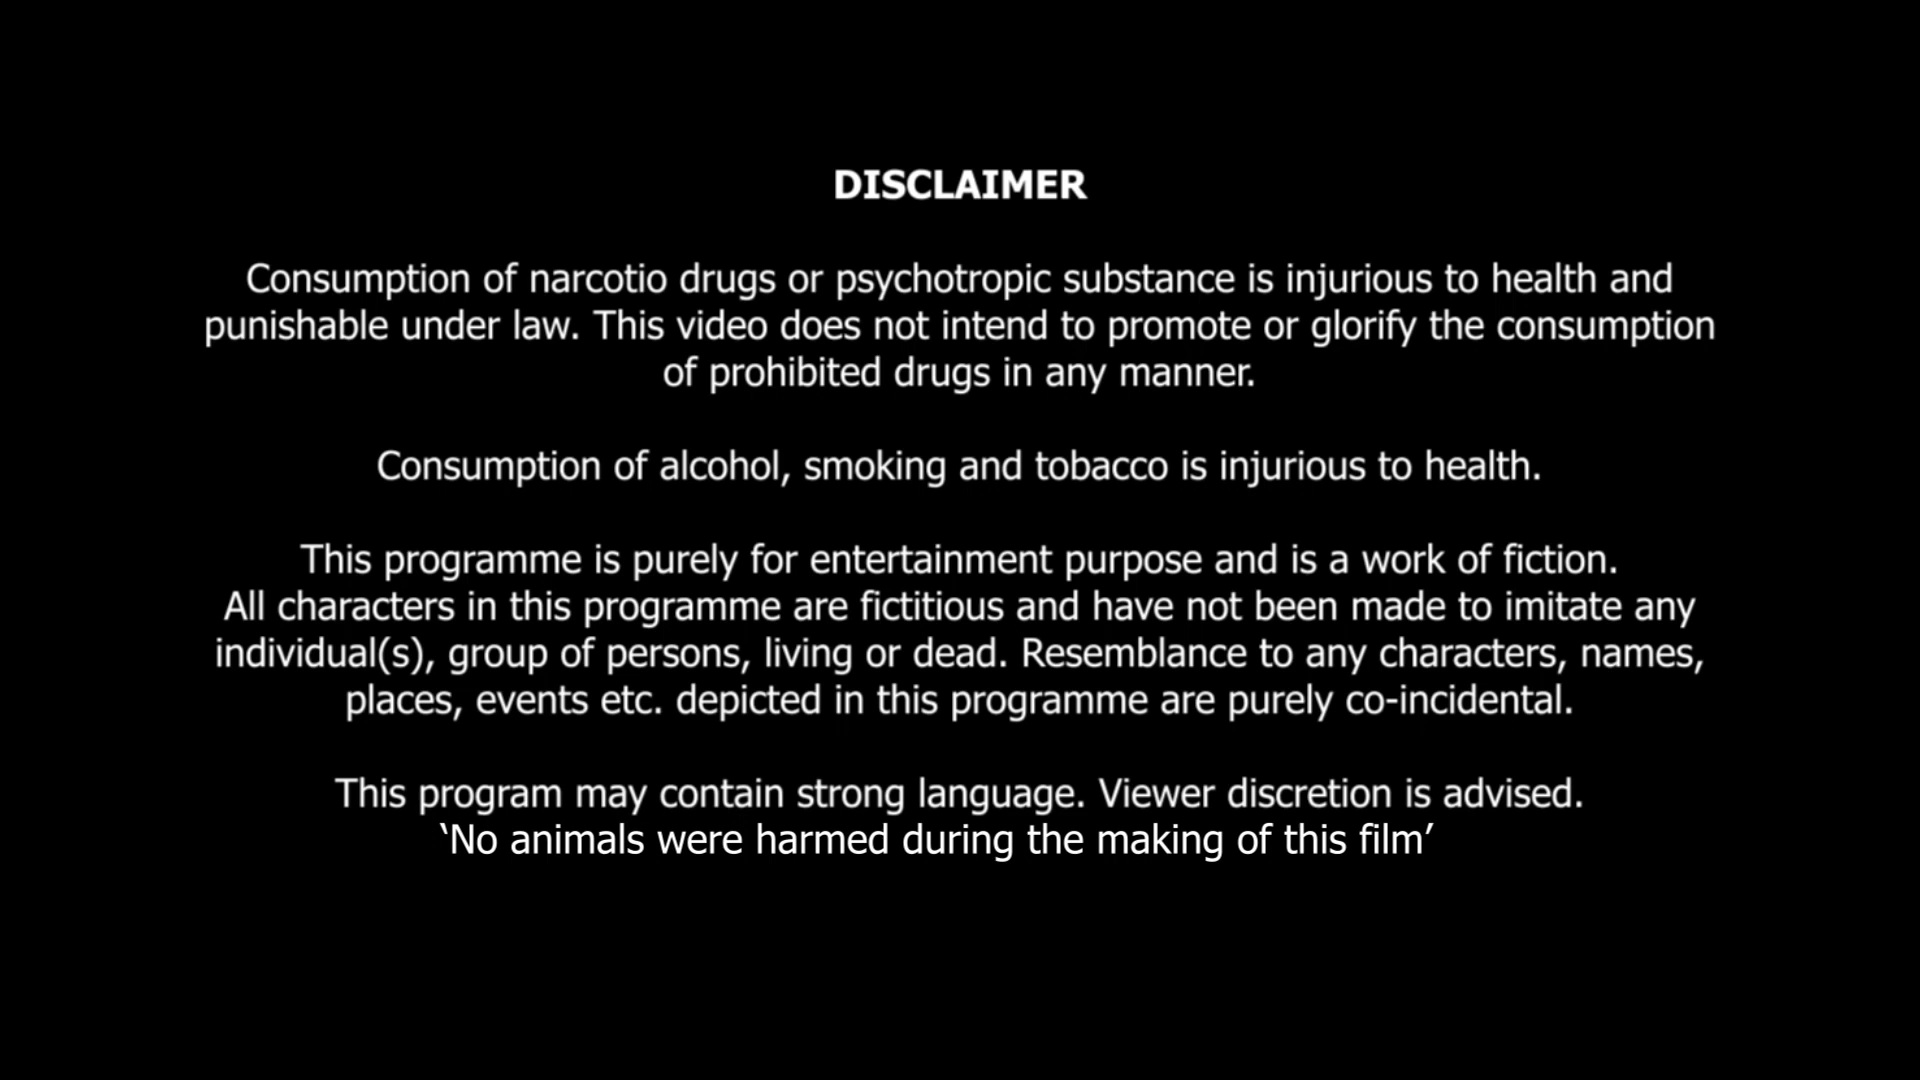 DISCLAIMER
Consumption of narcotio drugs or psychotropic substance is injurious to health and
punishable under law. This video does not intend to promote or glorify the consumption
of prohibited drugs in any manner.
Consumption of alcohol, smoking and tobacco is injurious to health.
This programme is purely for entertainment purpose and is a work of fiction.
All characters in this programme are fictitious and have not been made to imitate any
individual(s), group of persons, living or dead. Resemblance to any characters, names,
places, events etc. depicted in this programme are purely co-incidental.
This program may contain strong language. Viewer discretion is advised.
‘No animals were harmed during the making of this film’